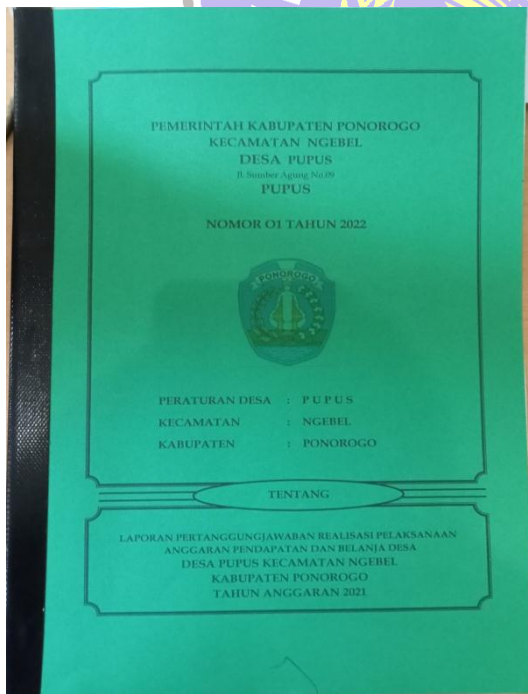 PEMERINTAH KABUPATEN PONOROGO
KECAMATAN NGEBEL
DESA PUPUS
Jl. Sumber Agung No.09
PUPUS
NOMOR O1 TAHUN 2022
PONOROGO
PERATURAN DESA : P U P U S
KECAMATAN : NGEBEL
KABUPATEN : PONOROGO
TENTANG
LAPORAN PERTANGGUNGJAWABAN REALISASI PELAKSANAAN
ANGGARAN PENDAPATAN DAN BELANJA DESA
DESA PUPUS KECAMATAN NGEBEL
KABUPATEN PONOROGO
TAHUN ANGGARAN 2021